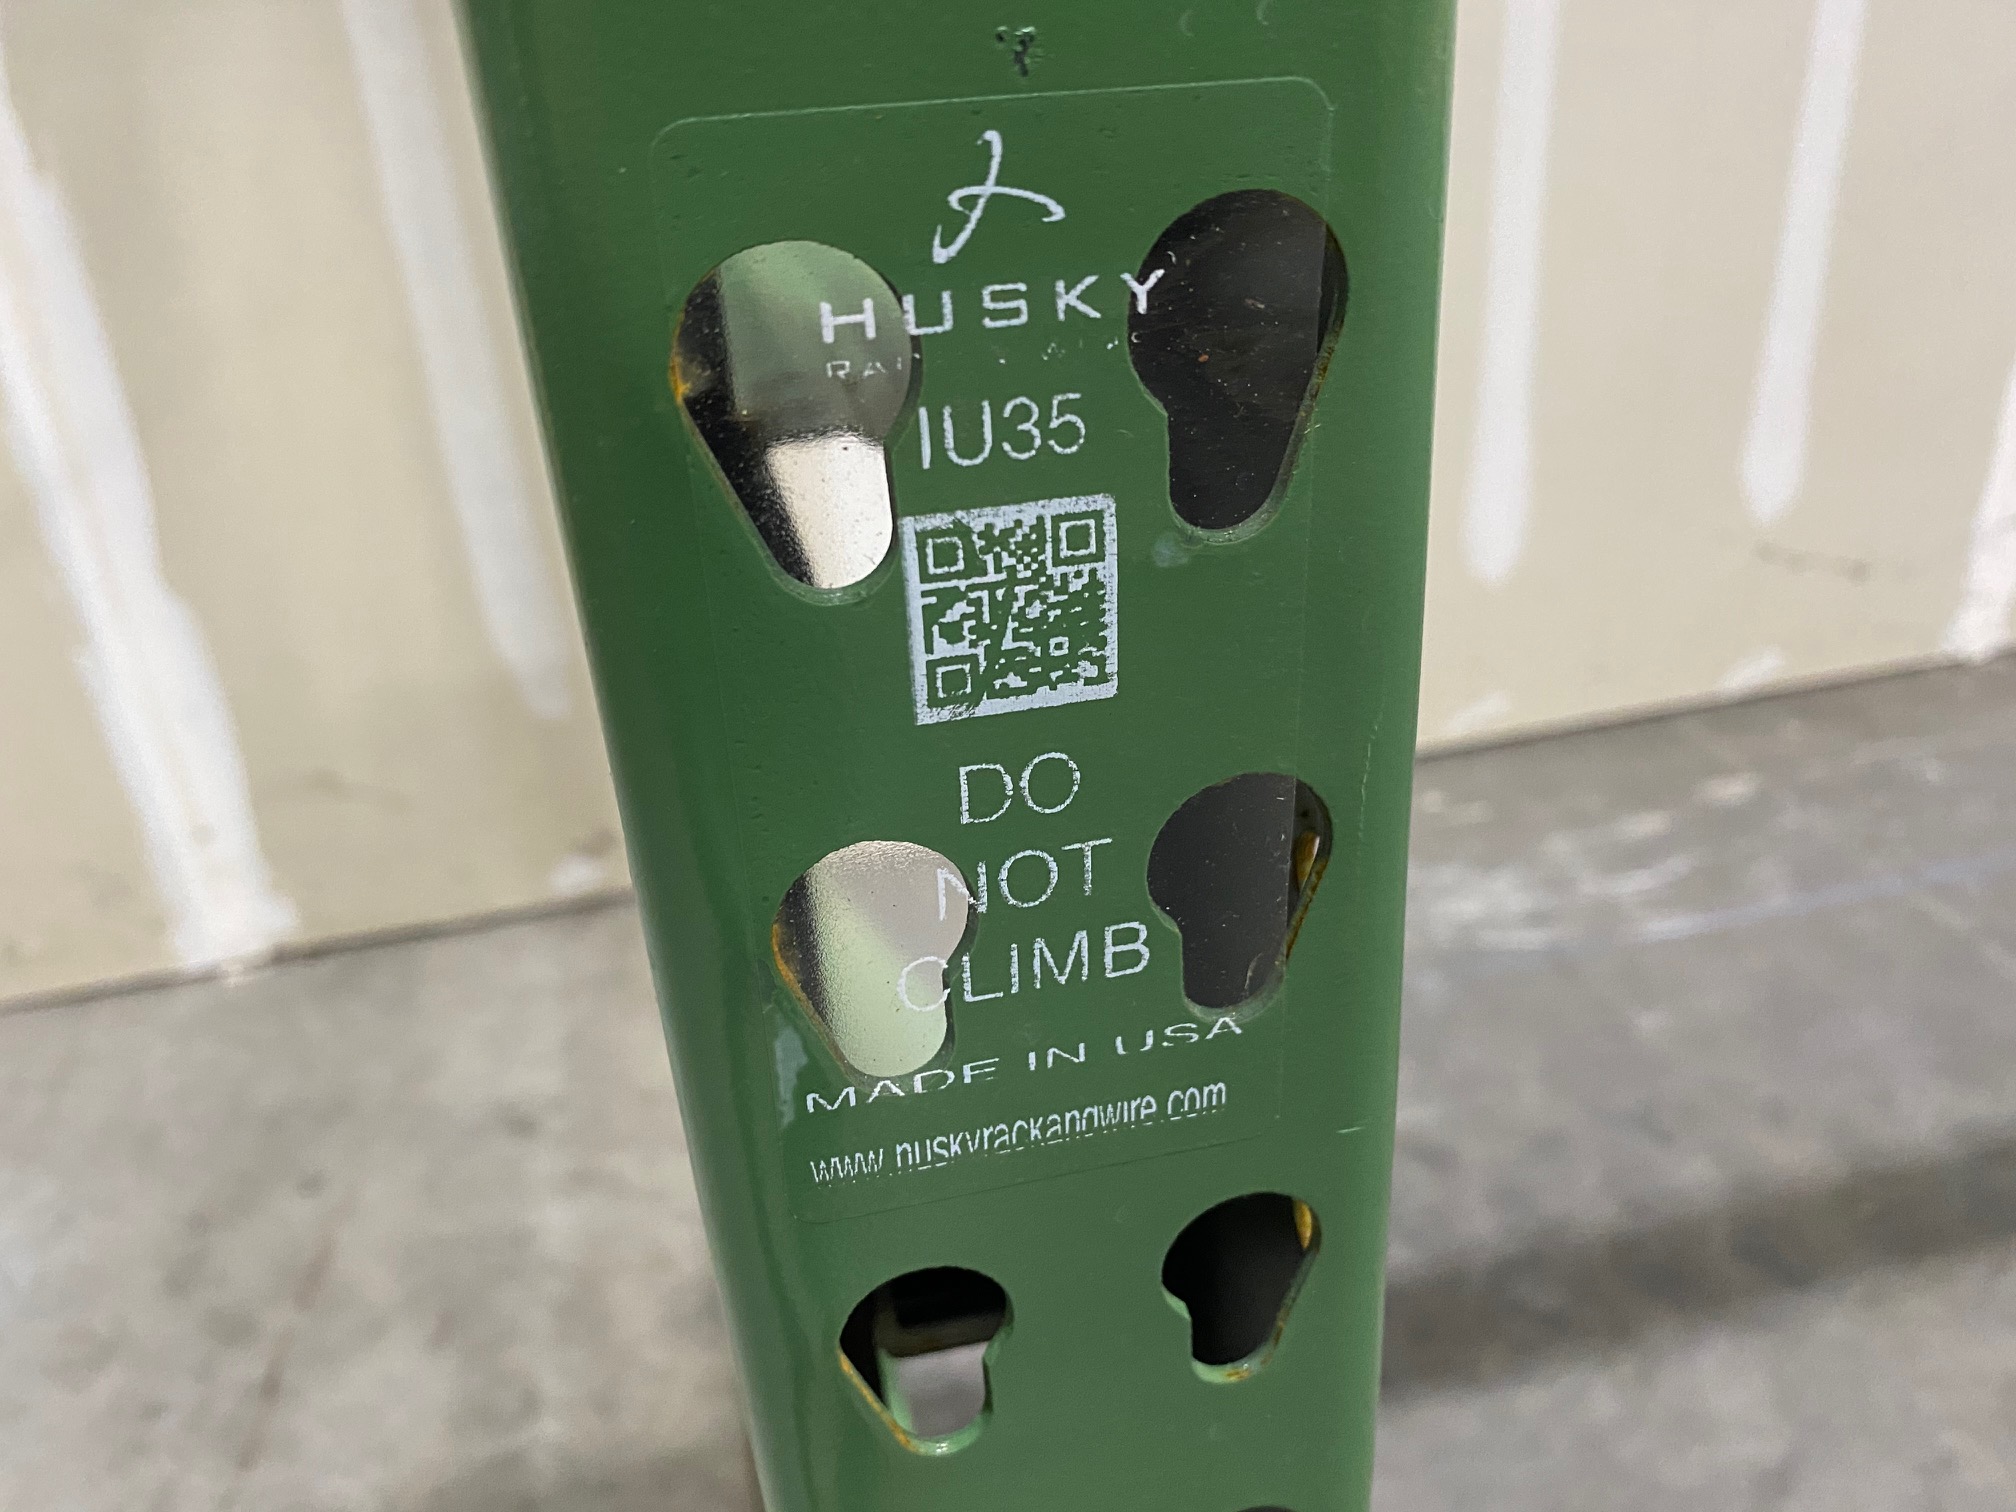 HUSKY
IU35
DO
NOT
CLIMB
MADE IN USA
www.huskyrackandwire.com